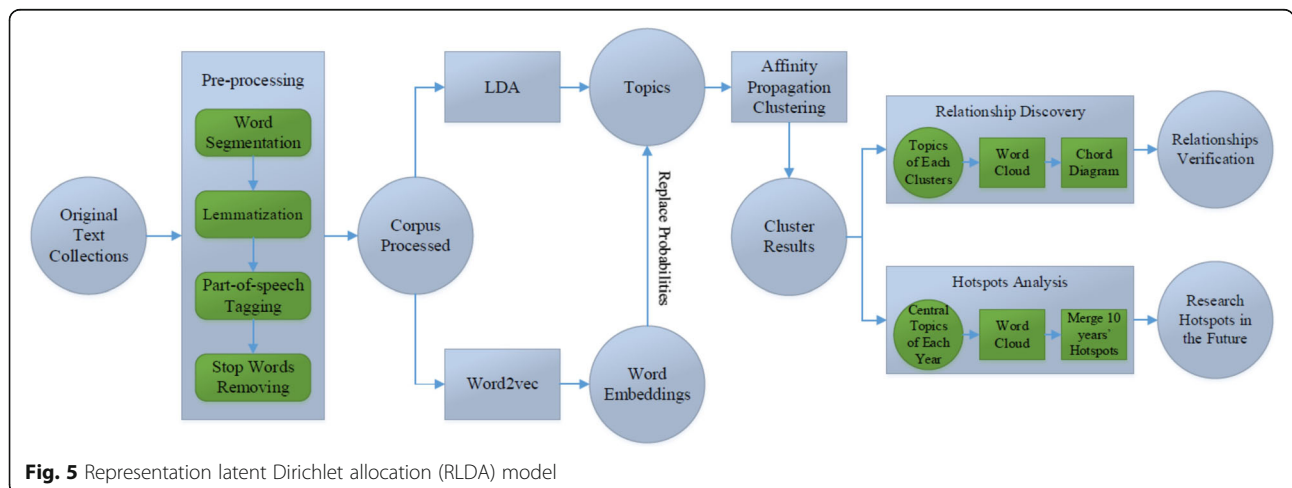 Original
Text
Collections
Pre-processing
Word
Segmentation
Lemmatization
Part-of-speech
Tagging
Stop Words
Removing
Corpus
Processed
LDA
Word2vec
Topics
Replace Probabilities
Word
Embeddings
Affinity
Propagation
Clustering
Cluster
Results
Relationship Discovery
Topics
of Each
Clusters
Word
Cloud
Chord
Diagram
Relationships
Verification
Hotspots Analysis
Central
Topics
of Each
Year
Word
Cloud
Merge 10
years'
Hotspots
Research
Hotspots in
the Future
Fig. 5 Representation latent Dirichlet allocation (RLDA) model